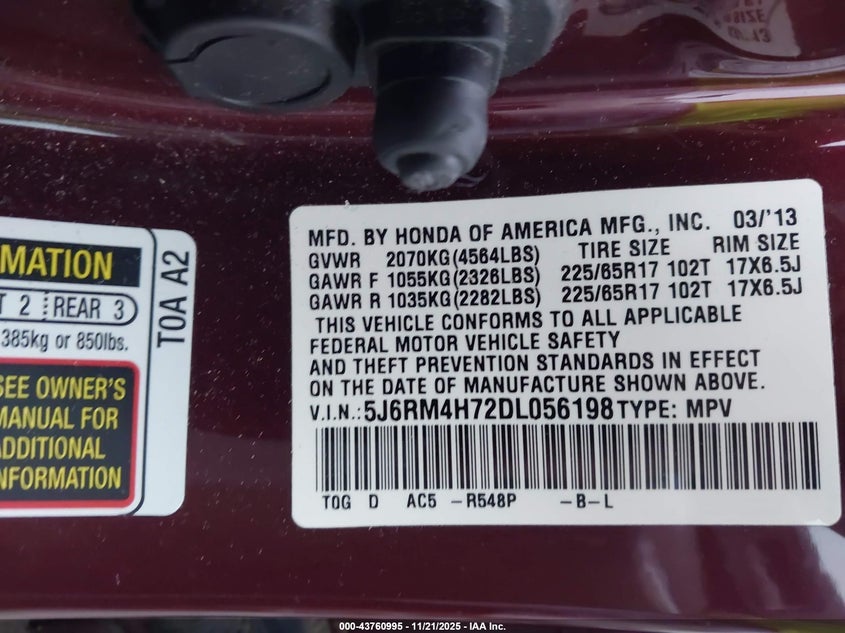 MATION
T 2 REAR 3
385kg or 850lbs.
SEE OWNER'S
MANUAL FOR
ADDITIONAL
INFORMATION
T0A A2
MFD. BY HONDA OF AMERICA MFG., INC. 03/'13
GVWR 2070KG(4564LBS) TIRE SIZE RIM SIZE
GAWR F 1055KG(2326LBS) 225/65R17 102T 17X6.5J
GAWR R 1035KG(2282LBS) 225/65R17 102T 17X6.5J
THIS VEHICLE CONFORMS TO ALL APPLICABLE
FEDERAL MOTOR VEHICLE SAFETY
AND THEFT PREVENTION STANDARDS IN EFFECT
ON THE DATE OF MANUFACTURE SHOWN ABOVE.
V.I.N.:5J6RM4H72DL056198 TYPE: MPV
T0G D AC5 -R548P -B-L
000-43760995 - 11/21/2025 - IAA Inc.